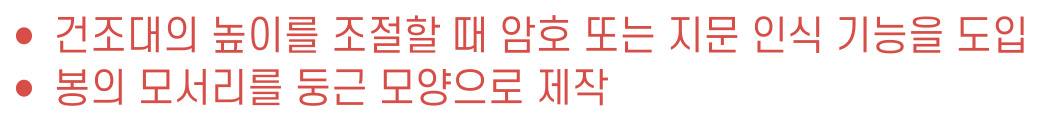 • 건조대의 높이를 조절할 때 암호 또는 지문 인식 기능을 도입
• 봉의 모서리를 둥근 모양으로 제작